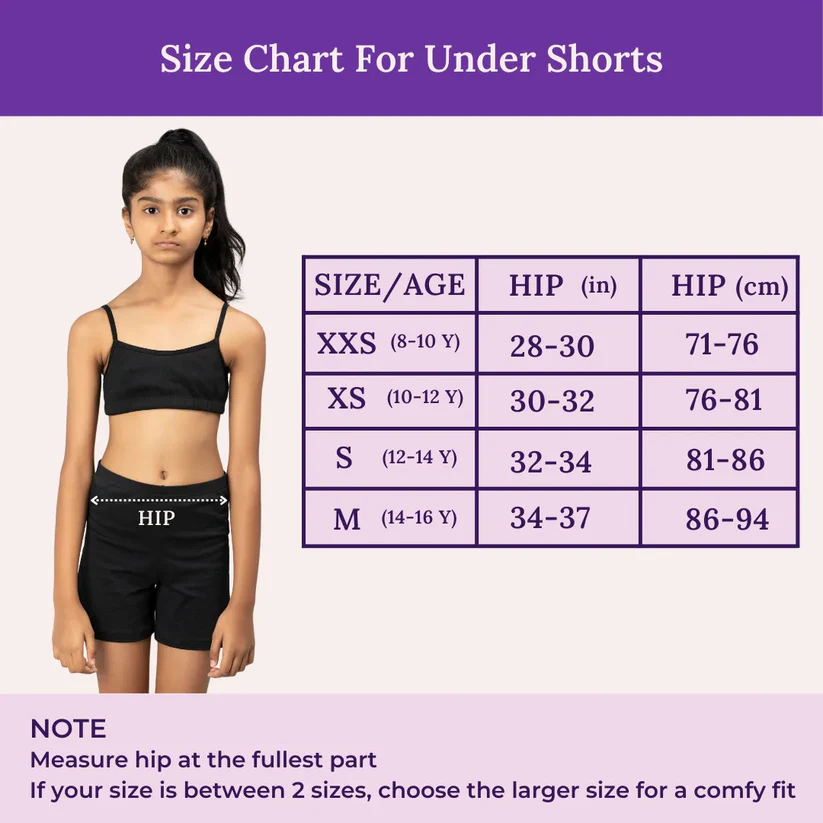 Size Chart For Under Shorts
SIZE/AGE HIP (in) HIP (cm)
XXS (8-10 Y) 28-30 71-76
XS (10-12 Y) 30-32 76-81
S (12-14 Y) 32-34 81-86
M (14-16 Y) 34-37 86-94
HIP
NOTE
Measure hip at the fullest part
If your size is between 2 sizes, choose the larger size for a comfy fit